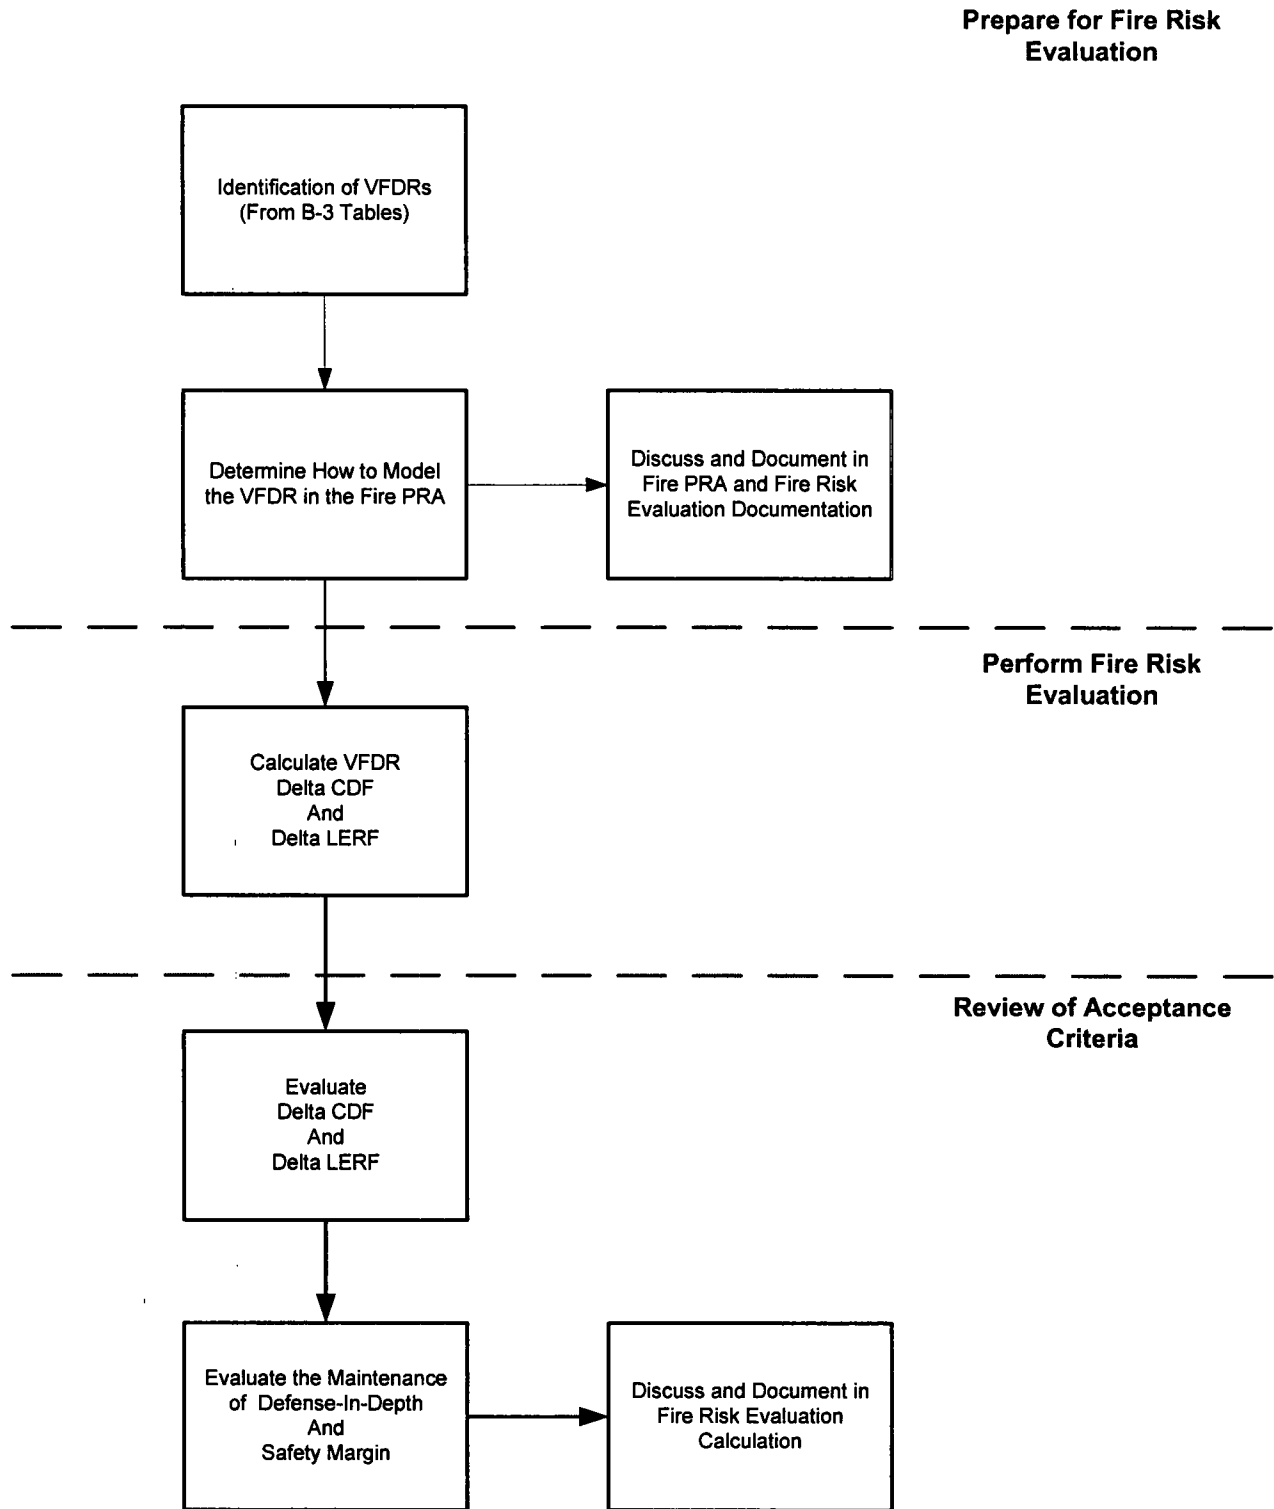 Prepare for Fire Risk
Evaluation
Identification of VFDRs
(From B-3 Tables)
Determine How to Model
the VFDR in the Fire PRA
Discuss and Document in
Fire PRA and Fire Risk
Evaluation Documentation
Perform Fire Risk
Evaluation
Calculate VFDR
Delta CDF
And
Delta LERF
Review of Acceptance
Criteria
Evaluate
Delta CDF
And
Delta LERF
Evaluate the Maintenance
of Defense-In-Depth
And
Safety Margin
Discuss and Document in
Fire Risk Evaluation
Calculation